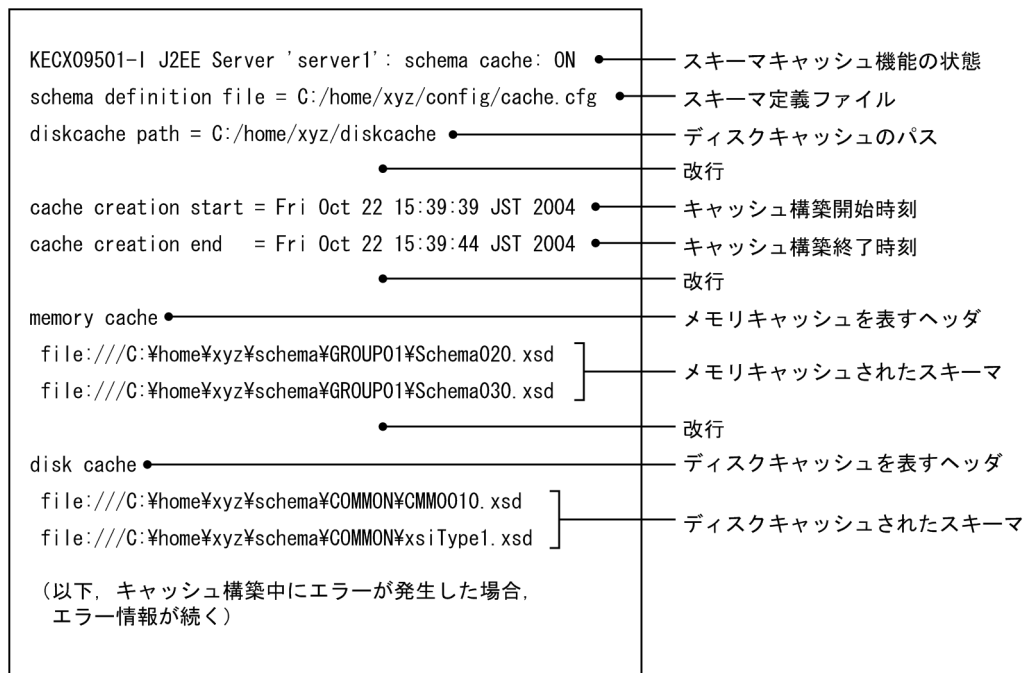 KECX09501-I J2EE Server 'server1': schema cache: ON スキーマキャッシュ機能の状態
schema definition file = C:/home/xyz/config/cache.cfg スキーマ定義ファイル
diskcache path = C:/home/xyz/diskcache ディスクキャッシュのパス
改行
cache creation start = Fri Oct 22 15:39:39 JST 2004 キャッシュ構築開始時刻
cache creation end = Fri Oct 22 15:39:44 JST 2004 キャッシュ構築終了時刻
改行
memory cache メモリキャッシュを表すヘッダ
file:///C:¥home¥xyz¥schema¥GROUP01¥Schema020.xsd
メモリキャッシュされたスキーマ
file:///C:¥home¥xyz¥schema¥GROUP01¥Schema030.xsd
改行
disk cache ディスクキャッシュを表すヘッダ
file:///C:¥home¥xyz¥schema¥COMMON¥CMM0010.xsd
ディスクキャッシュされたスキーマ
file:///C:¥home¥xyz¥schema¥COMMON¥xsiType1.xsd
（以下，キャッシュ構築中にエラーが発生した場合，
エラー情報が続く）